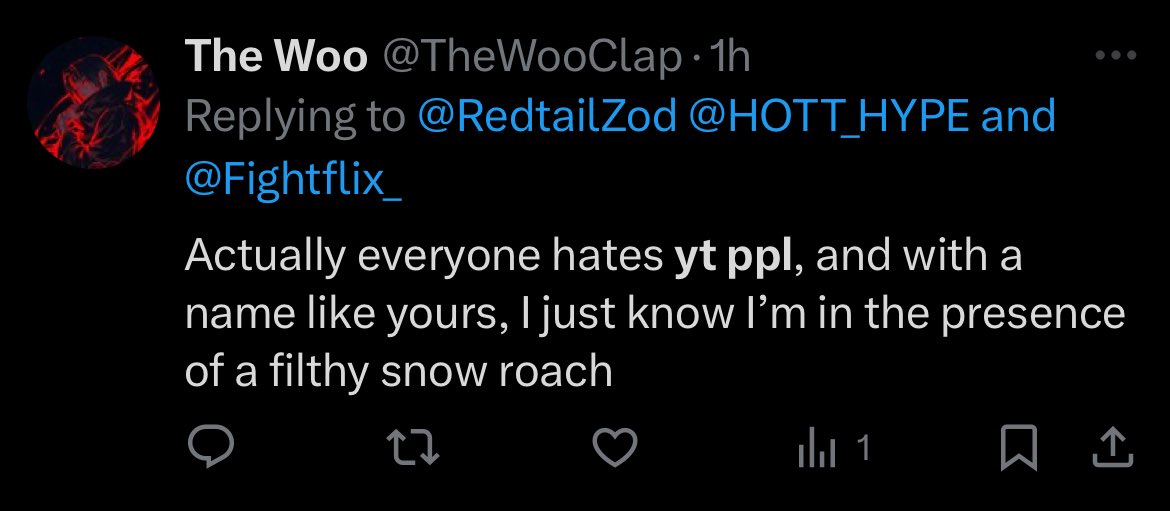 The Woo @TheWooClap · 1h
Replying to @RedtailZod @HOTT_HYPE and
@Fightflix_
Actually everyone hates yt ppl, and with a
name like yours, I just know I’m in the presence
of a filthy snow roach
1